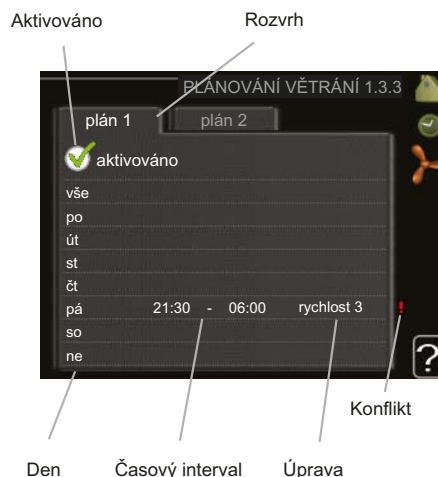 Aktivováno Rozvrh
PLÁNOVÁNÍ VĚTRÁNÍ 1.3.3
plán 1 plán 2
aktivováno
vše
po
út
st
čt
pá 21:30 - 06:00 rychlost 3 !
so
ne
?
Konflikt
Den Časový interval Úprava